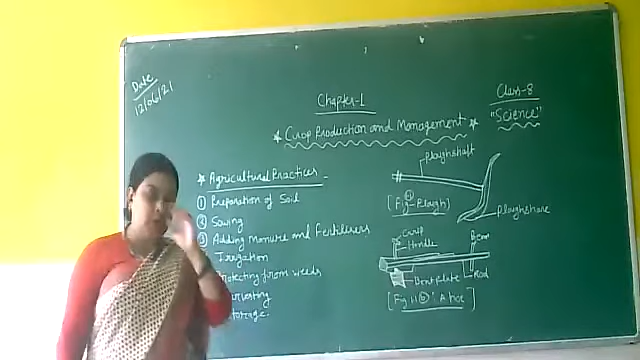 Date
12/06/21
Chapter-1
Class-8
"Science"
* Crop Production and Management *
* Agricultural Practices -
① Preparation of Soil
② Sowing
③ Adding Manure and Fertilisers
Irrigation
Protecting from weeds
Harvesting
Storage.
Ploughshaft
[Fig - Plough]
Ploughshare
Grip
Handle
Beam
Rod
Bentplate
[Fig 1.1 (b) A hoe]